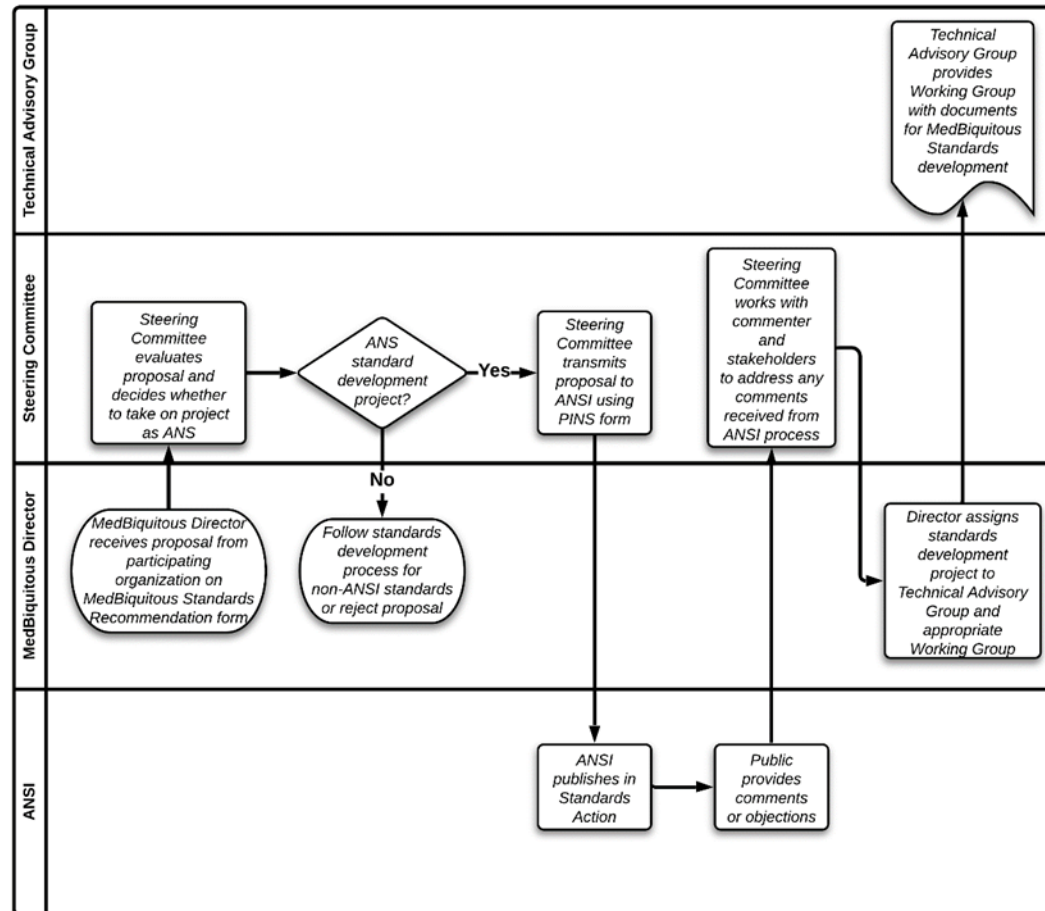 Technical Advisory Group
Technical
Advisory Group
provides
Working Group
with documents
for MedBiquitous
Standards
development
Steering Committee
Steering
Committee
evaluates
proposal and
decides whether
to take on project
as ANS
ANS
standard
development
project?
Yes
No
Steering
Committee
transmits
proposal to
ANSI using
PINS form
Steering
Committee
works with
commenter
and
stakeholders
to address any
comments
received from
ANSI process
MedBiquitous Director
MedBiquitous Director
receives proposal from
participating
organization on
MedBiquitous Standards
Recommendation form
Follow standards
development
process for
non-ANSI standards
or reject proposal
Director assigns
standards
development
project to
Technical Advisory
Group and
appropriate
Working Group
ANSI
ANSI
publishes in
Standards
Action
Public
provides
comments
or objections